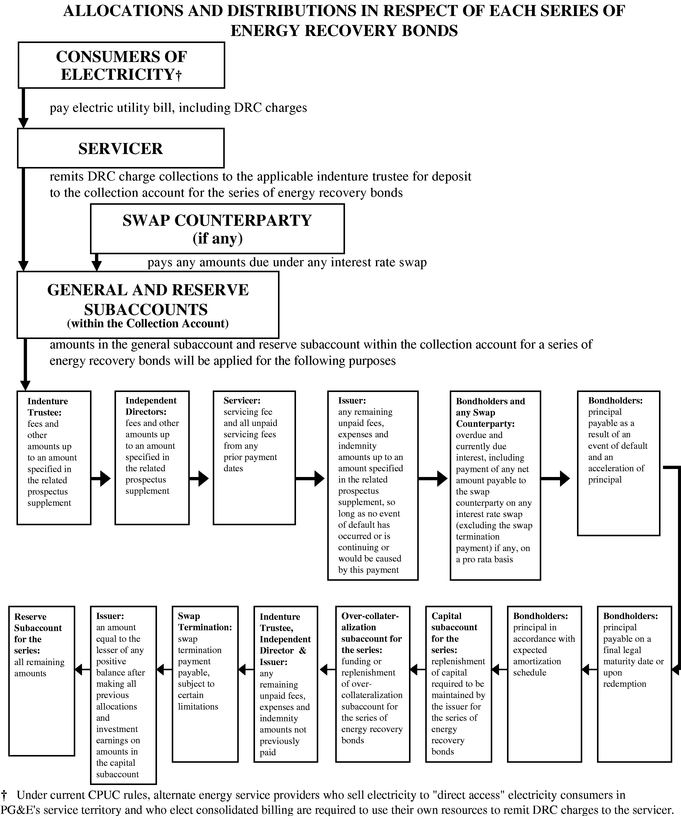 ALLOCATIONS AND DISTRIBUTIONS IN RESPECT OF EACH SERIES OF
ENERGY RECOVERY BONDS
CONSUMERS OF
ELECTRICITY†
pay electric utility bill, including DRC charges
SERVICER
remits DRC charge collections to the applicable indenture trustee for deposit
to the collection account for the series of energy recovery bonds
SWAP COUNTERPARTY
(if any)
pays any amounts due under any interest rate swap
GENERAL AND RESERVE
SUBACCOUNTS
(within the Collection Account)
amounts in the general subaccount and reserve subaccount within the collection account for a series of
energy recovery bonds will be applied for the following purposes
Indenture
Trustee:
fees and
other
amounts up
to an amount
specified in
the related
prospectus
supplement
Independent
Directors:
fees and other
amounts up
to an amount
specified in
the related
prospectus
supplement
Servicer:
servicing fee
and all unpaid
servicing fees
from any
prior payment
dates
Issuer:
any remaining
unpaid fees,
expenses and
indemnity
amounts up to an
amount specified
in the related
prospectus
supplement, so
long as no event
of default has
occurred or is
continuing or
would be caused
by this payment
Bondholders and
any Swap
Counterparty:
overdue and
currently due
interest, including
payment of any net
amount payable to
the swap
counterparty on any
interest rate swap
(excluding the swap
termination
payment) if any, on
a pro rata basis
Bondholders:
principal
payable as a
result of an
event of default
and an
acceleration of
principal
Bondholders:
principal
payable on a
final legal
maturity date or
upon
redemption
Bondholders:
principal in
accordance with
expected
amortization
schedule
Capital
subaccount
for the
series:
replenishment
of capital
required to be
maintained by
the issuer for
the series of
energy
recovery
bonds
Over-collater-
alization
subaccount for
the series:
funding or
replenishment
of over-
collateralization
subaccount for
the series of
energy recovery
bonds
Indenture
Trustee,
Independent
Director &
Issuer:
any
remaining
unpaid fees,
expenses and
indemnity
amounts not
previously
paid
Swap
Termination:
swap
termination
payment
payable,
subject to
certain
limitations
Issuer:
an amount
equal to the
lesser of any
positive
balance after
making all
previous
allocations
and
investment
earnings on
amounts in
the capital
subaccount
Reserve
Subaccount
for the
series:
all remaining
amounts
† Under current CPUC rules, alternate energy service providers who sell electricity to "direct access" electricity consumers in
PG&E's service territory and who elect consolidated billing are required to use their own resources to remit DRC charges to the servicer.